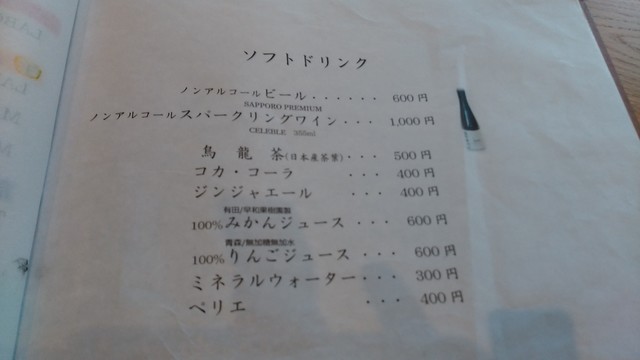 ソフトドリンク
ノンアルコールビール・・・・・・ 600円
SAPPORO PREMIUM
ノンアルコールスパークリングワイン・・・ 1,000円
CELEBLE 355ml
烏龍茶(日本産茶葉)・・・ 500円
コカ・コーラ ・・・ 400円
ジンジャエール ・・・ 400円
有田/早和果樹園製
100%みかんジュース ・・・ 600円
青森/無加糖無加水
100%りんごジュース ・・・ 600円
ミネラルウォーター・・・ 300円
ペリエ ・・・ 400円